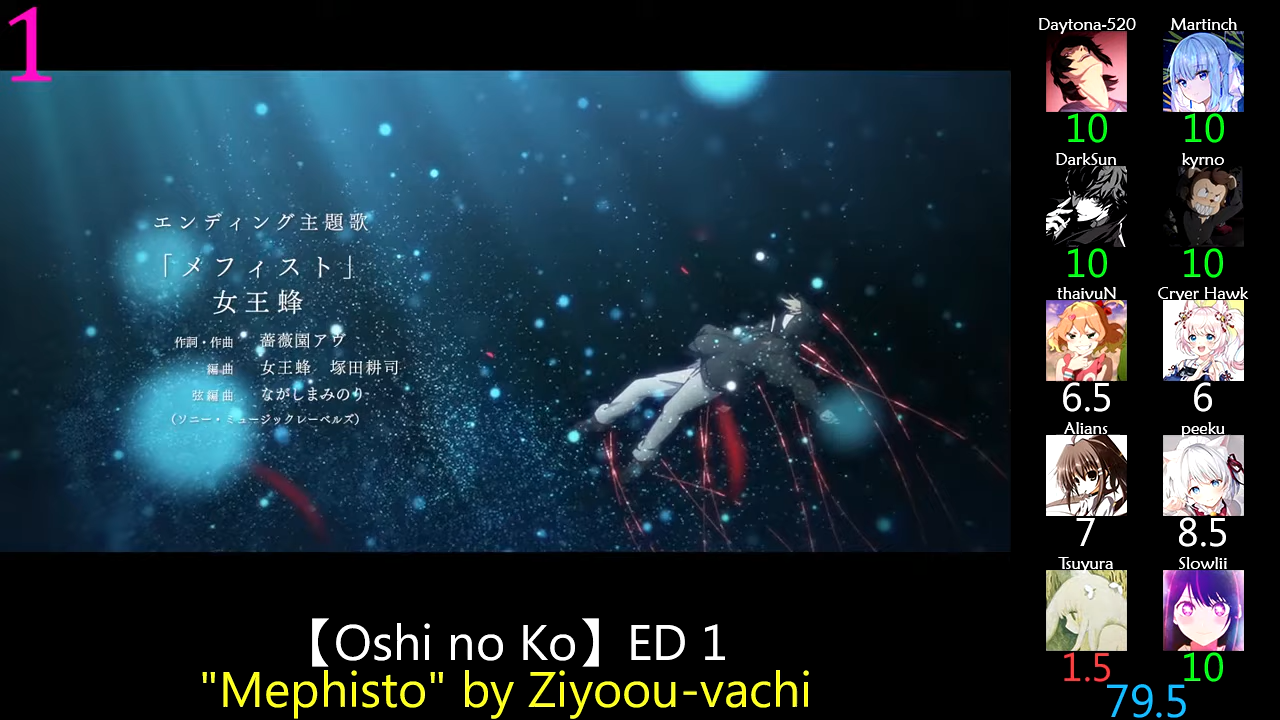 1
エンディング主題歌
「メフィスト」
女王蜂
作詞・作曲 薔薇園アヴ
編曲 女王蜂 塚田耕司
弦編曲 ながしまみのり
（ソニー・ミュージックレーベルズ）
【Oshi no Ko】ED 1
"Mephisto" by Ziyoou-vachi
Daytona-520 Martinch
10 10
DarkSun kyrno
10 10
thaivuN Cryer Hawk
6.5 6
Alians peeku
7 8.5
Tsuyura Slowlii
1.5 10
79.5